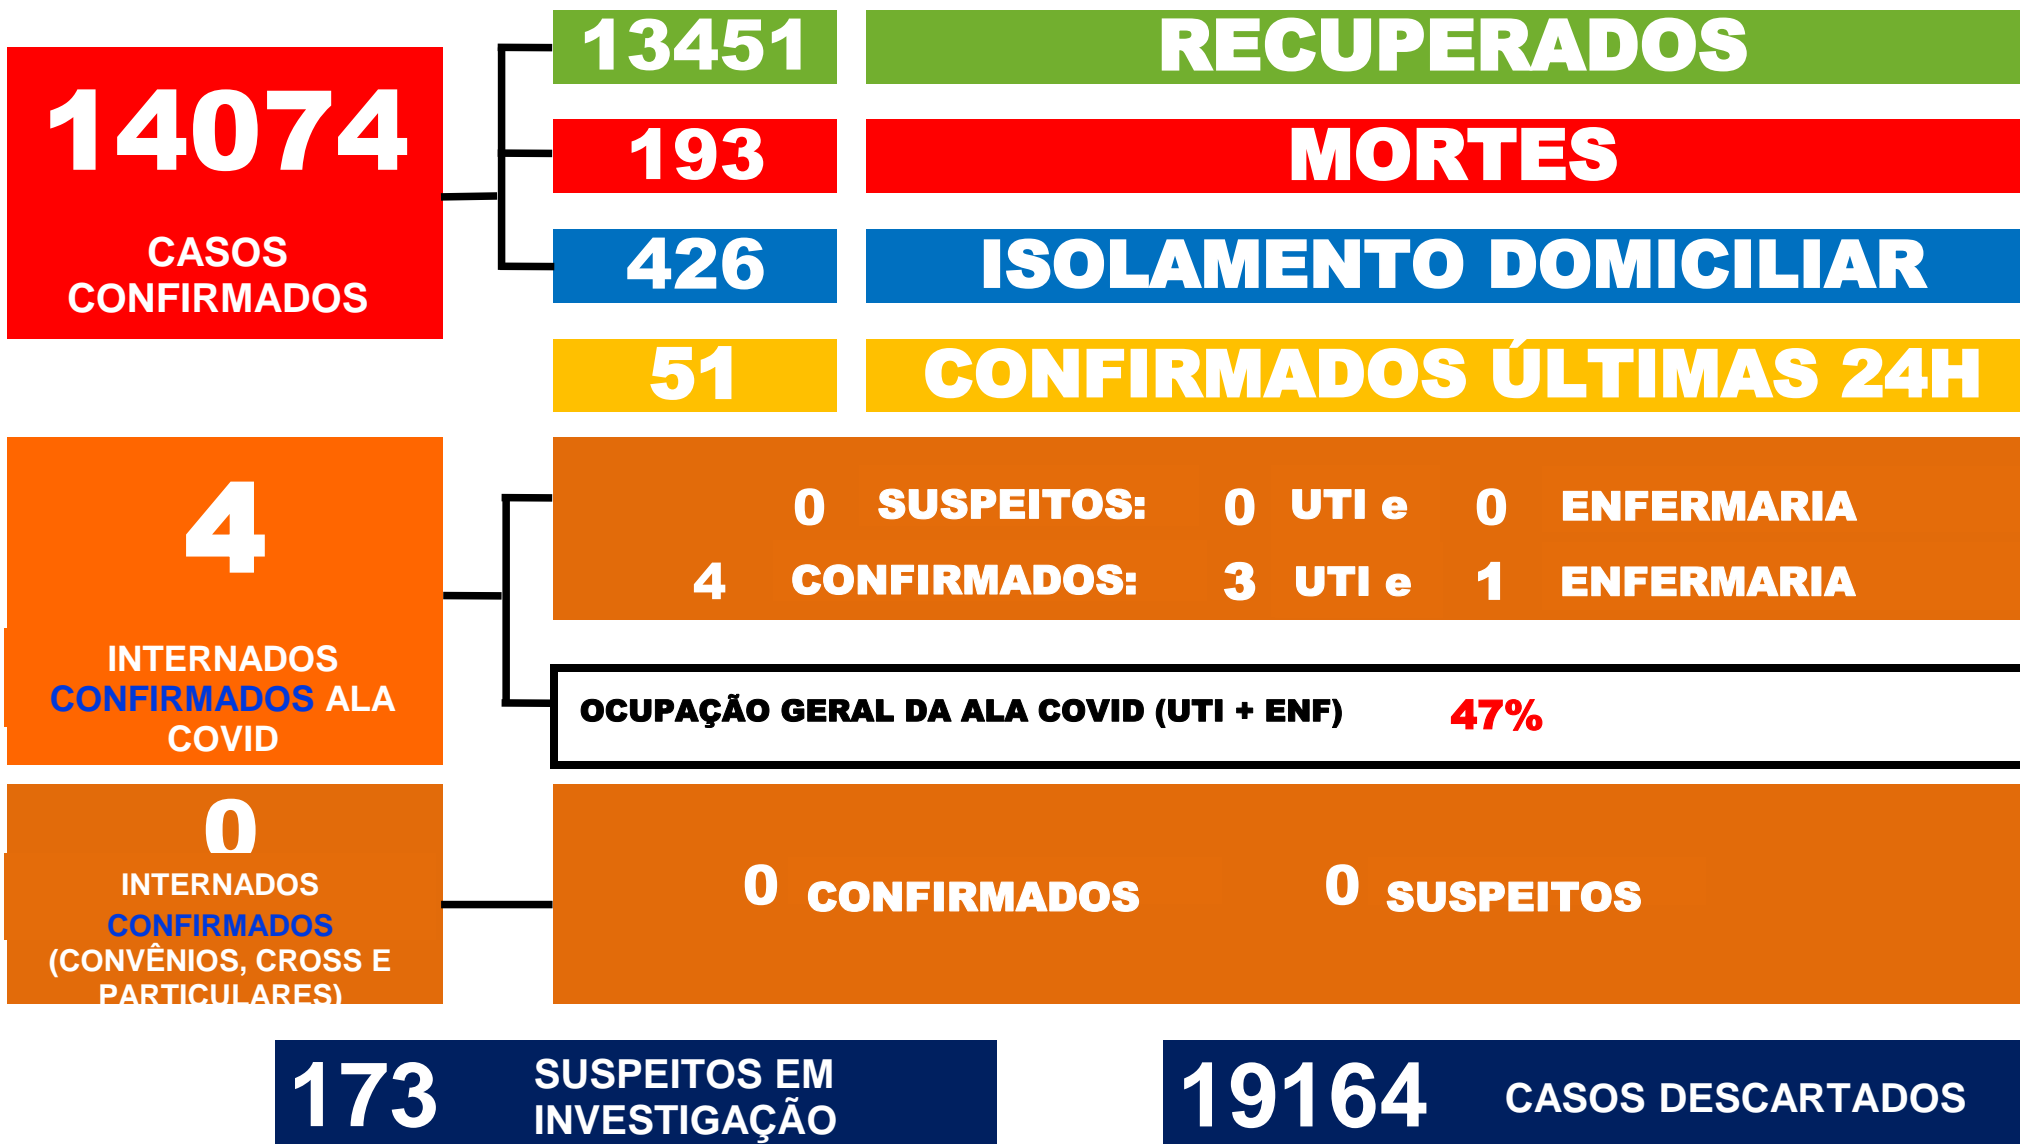 14074
CASOS
CONFIRMADOS
13451 RECUPERADOS
193 MORTES
426 ISOLAMENTO DOMICILIAR
51 CONFIRMADOS ÚLTIMAS 24H
4
INTERNADOS
CONFIRMADOS ALA
COVID
0 SUSPEITOS: 0 UTI e 0 ENFERMARIA
4 CONFIRMADOS: 3 UTI e 1 ENFERMARIA
OCUPAÇÃO GERAL DA ALA COVID (UTI + ENF) 47%
0
INTERNADOS
CONFIRMADOS
(CONVÊNIOS, CROSS E
PARTICULARES)
0 CONFIRMADOS 0 SUSPEITOS
173 SUSPEITOS EM
INVESTIGAÇÃO
19164 CASOS DESCARTADOS